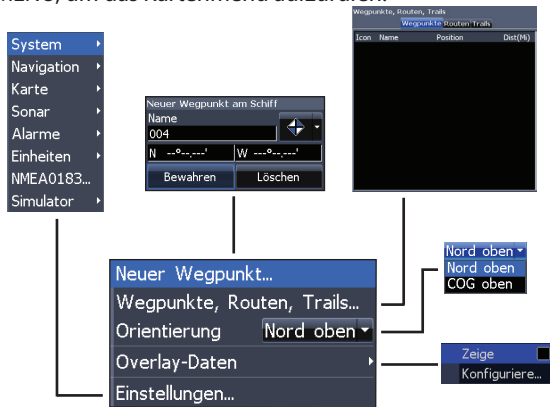 Wegpunkte, Routen, Trails
Wegpunkte Routen Trails
Icon Name Position Dist(Mi)
System
Navigation
Karte
Sonar
Alarme
Einheiten
NMEA0183...
Simulator
Neuer Wegpunkt am Schiff
Name
004
N --°--.---' W ---°--.---'
Bewahren Löschen
Neuer Wegpunkt...
Wegpunkte, Routen, Trails...
Orientierung Nord oben
Overlay-Daten
Einstellungen...
Nord oben
Nord oben
COG oben
Zeige
Konfiguriere...